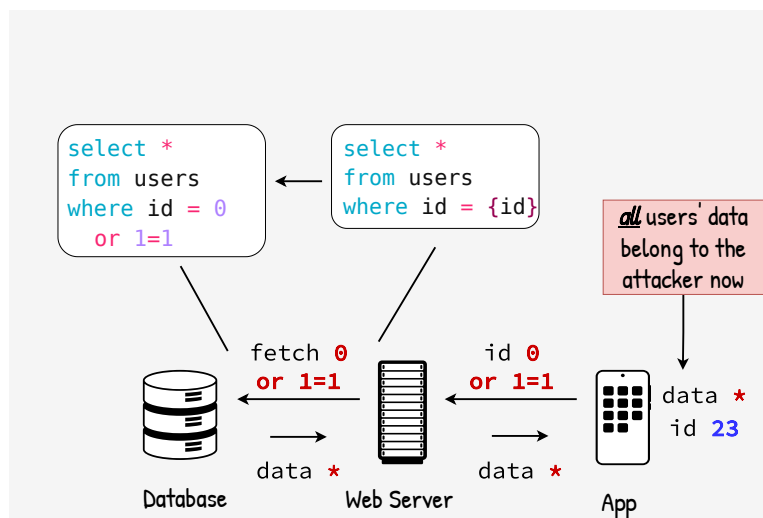 select *
from users
where id = 0
or 1=1
select *
from users
where id = {id}
all users' data
belong to the
attacker now
fetch 0
or 1=1
id 0
or 1=1
data *
id 23
data *
data *
Database
Web Server
App